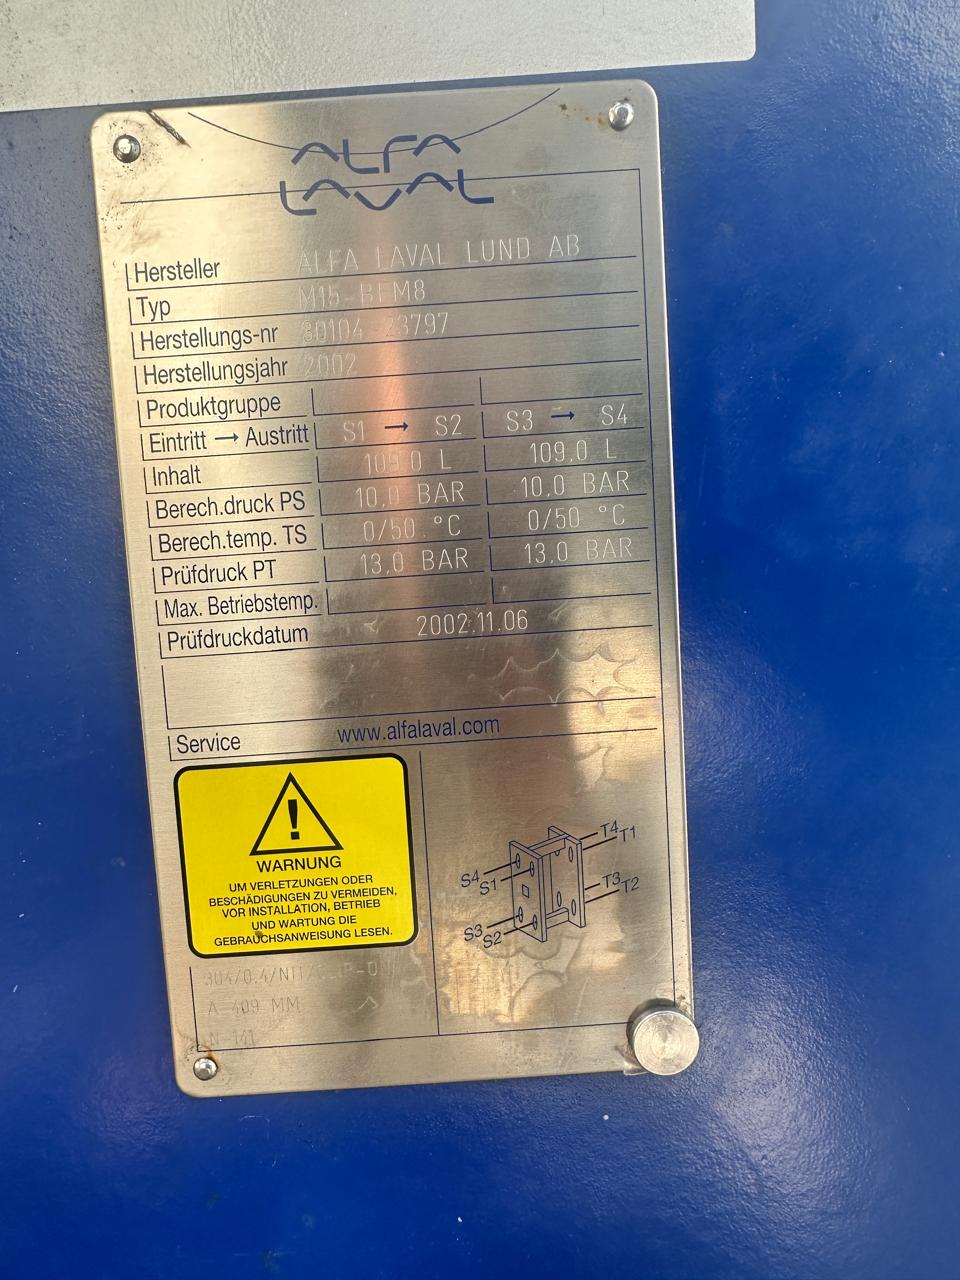 ALFA
LAVAL
Hersteller ALFA LAVAL LUND AB
Typ M15-BFM8
Herstellungs-nr 30104-23797
Herstellungsjahr 2002
Produktgruppe
Eintritt → Austritt S1 → S2 S3 → S4
Inhalt 109.0 L 109.0 L
Berech.druck PS 10.0 BAR 10.0 BAR
Berech.temp. TS 0/50 °C 0/50 °C
Prüfdruck PT 13.0 BAR 13.0 BAR
Max. Betriebstemp.
Prüfdruckdatum 2002.11.06
Service www.alfalaval.com
WARNUNG
UM VERLETZUNGEN ODER
BESCHÄDIGUNGEN ZU VERMEIDEN,
VOR INSTALLATION, BETRIEB
UND WARTUNG DIE
GEBRAUCHSANWEISUNG LESEN.
T4 T1
S4 S1
T3 T2
S3 S2
A=409 MM
N=141